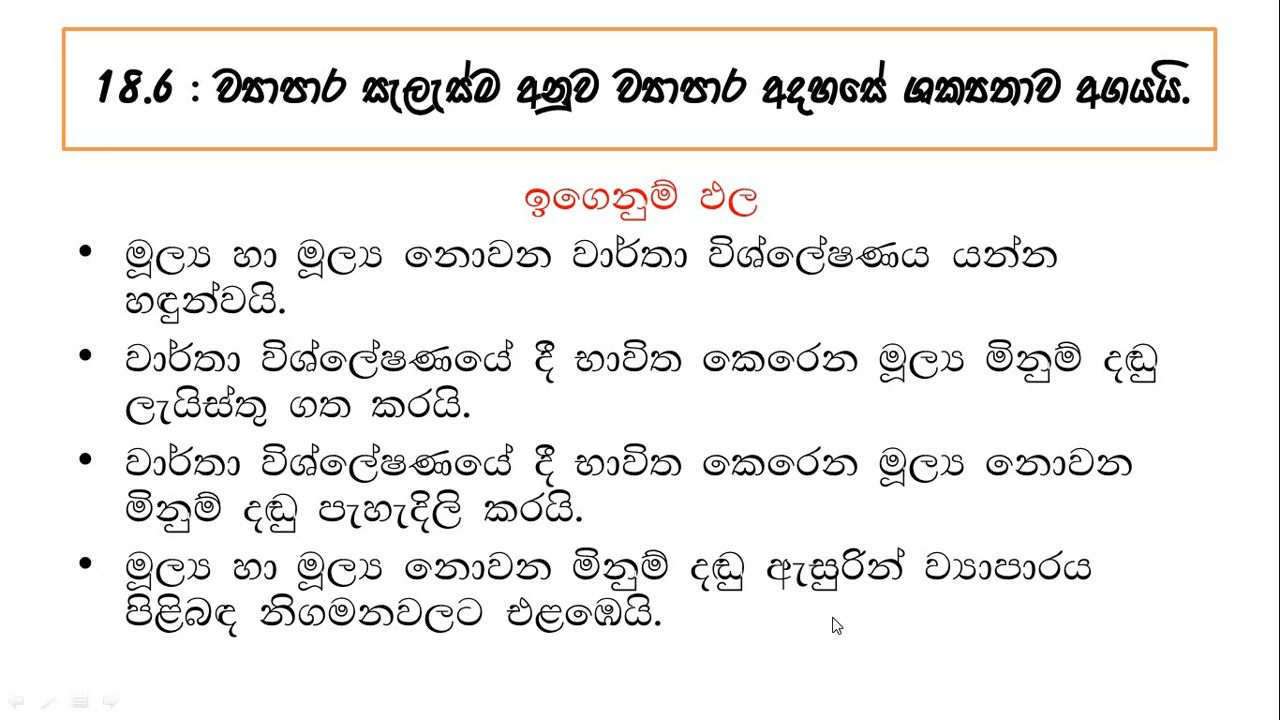 18.6 : ව්‍යාපාර සැලැස්ම අනුව ව්‍යාපාර අදහසේ ශක්‍යතාව අගයයි.
ඉගෙනුම් ඵල
• මූල්‍ය හා මූල්‍ය නොවන වාර්තා විශ්ලේෂණය යන්න
හඳුන්වයි.
• වාර්තා විශ්ලේෂණයේ දී භාවිත කෙරෙන මූල්‍ය මිනුම් දඬු
ලැයිස්තු ගත කරයි.
• වාර්තා විශ්ලේෂණයේ දී භාවිත කෙරෙන මූල්‍ය නොවන
මිනුම් දඬු පැහැදිලි කරයි.
• මූල්‍ය හා මූල්‍ය නොවන මිනුම් දඬු ඇසුරින් ව්‍යාපාරය
පිළිබඳ නිගමනවලට එළඹෙයි.